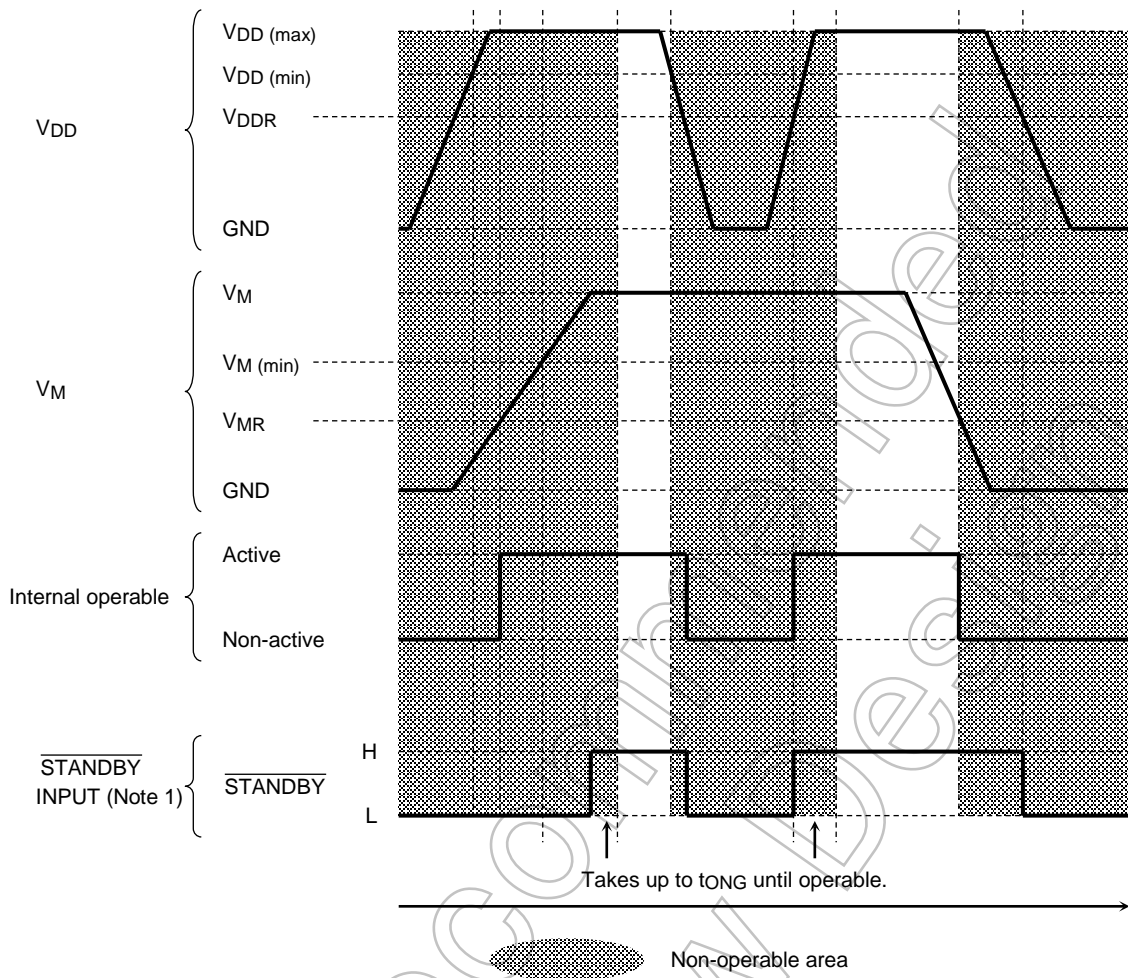 VDD (max)
VDD (min)
VDD
VDDR
GND
VM
VM (min)
VM
VMR
GND
Active
Internal operable
Non-active
H
STANDBY
INPUT (Note 1)
STANDBY
L
Takes up to tONG until operable.
Non-operable area